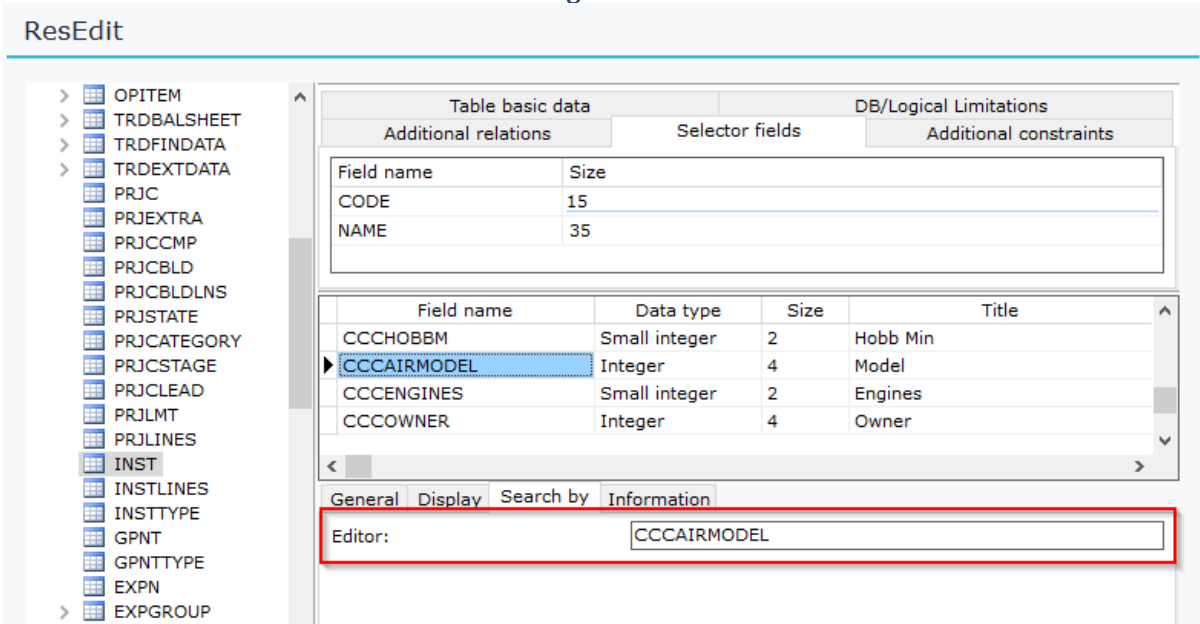 ResEdit
OPITEM
TRDBALSHEET
TRDFINDATA
TRDEXTDATA
PRJC
PRJEXTRA
PRJCCMP
PRJCBLD
PRJCBLDLNS
PRJSTATE
PRJCATEGORY
PRJCSTAGE
PRJCLEAD
PRJLMT
PRJLINES
INST
INSTLINES
INSTTYPE
GPNT
GPNTTYPE
EXPN
EXPGROUP
Table basic data DB/Logical Limitations
Additional relations Selector fields Additional constraints
Field name Size
CODE 15
NAME 35
Field name Data type Size Title
CCCHOBBM Small integer 2 Hobb Min
CCCAIRMODEL Integer 4 Model
CCCENGINES Small integer 2 Engines
CCCOWNER Integer 4 Owner
General Display Search by Information
Editor: CCCAIRMODEL